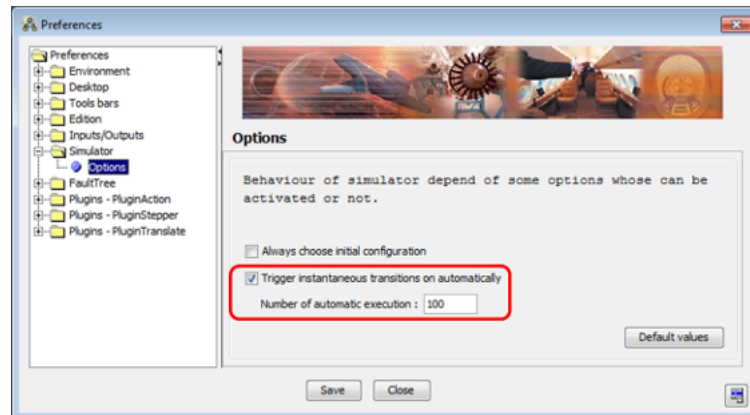 Preferences
Preferences
Environment
Desktop
Tools bars
Edition
Inputs/Outputs
Simulator
Options
FaultTree
Plugins - PluginAction
Plugins - PluginStepper
Plugins - PluginTranslate
Options
Behaviour of simulator depend of some options whose can be
activated or not.
Always choose initial configuration
Trigger instantaneous transitions on automatically
Number of automatic execution : 100
Default values
Save Close